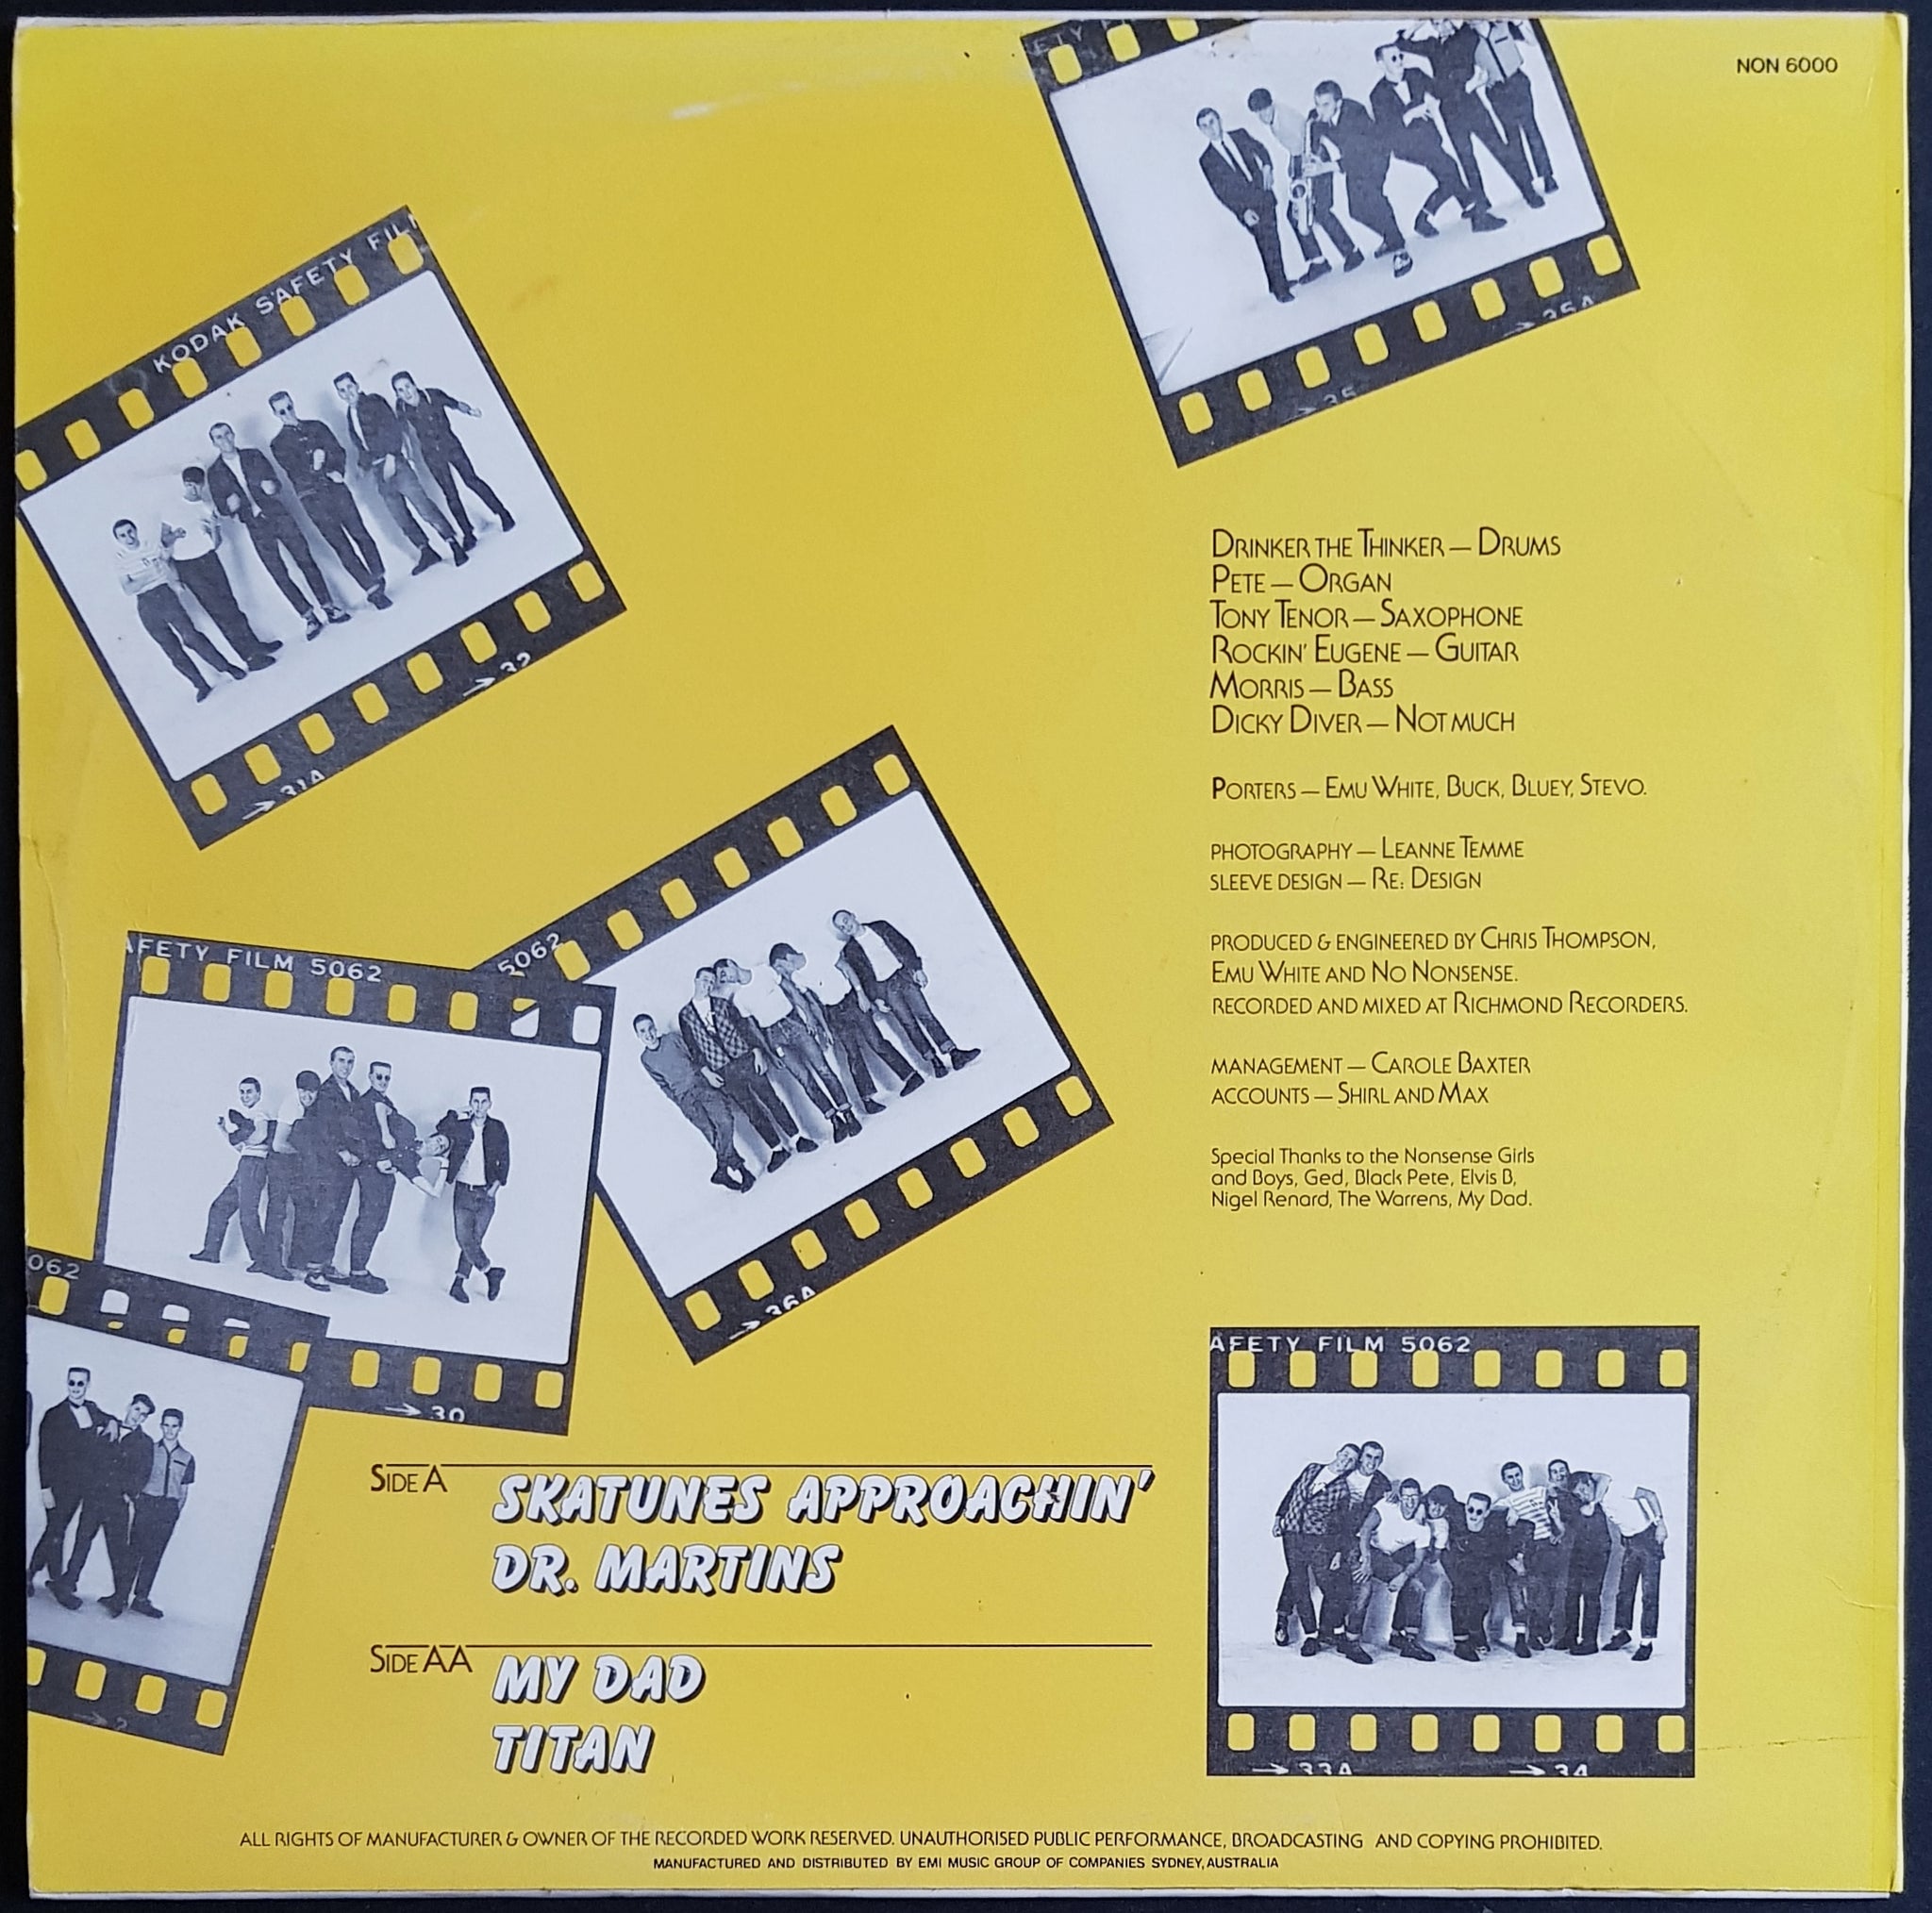 NON 6000
ETY
35A
35
KODAK SAFETY FIL
32
31A
DRINKER THE THINKER — DRUMS
PETE — ORGAN
TONY TENOR — SAXOPHONE
ROCKIN' EUGENE — GUITAR
MORRIS — BASS
DICKY DIVER — NOT MUCH
PORTERS — EMU WHITE, BUCK, BLUEY, STEVO.
PHOTOGRAPHY — LEANNE TEMME
SLEEVE DESIGN — RE: DESIGN
PRODUCED & ENGINEERED BY CHRIS THOMPSON,
EMU WHITE AND NO NONSENSE.
RECORDED AND MIXED AT RICHMOND RECORDERS.
MANAGEMENT — CAROLE BAXTER
ACCOUNTS — SHIRL AND MAX
Special Thanks to the Nonsense Girls
and Boys, Ged, Black Pete, Elvis B,
Nigel Renard, The Warrens, My Dad.
5062
36A
AFETY FILM 5062
30
062
2
AFETY FILM 5062
33A 34
SIDE A SKATUNES APPROACHIN'
DR. MARTINS
SIDE AA MY DAD
TITAN
ALL RIGHTS OF MANUFACTURER & OWNER OF THE RECORDED WORK RESERVED. UNAUTHORISED PUBLIC PERFORMANCE, BROADCASTING AND COPYING PROHIBITED.
MANUFACTURED AND DISTRIBUTED BY EMI MUSIC GROUP OF COMPANIES SYDNEY, AUSTRALIA